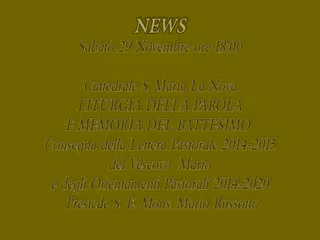 NEWS
Sabato 29 Novembre ore 18:00
Cattedrale S. Maria La Nova
LITURGIA DELLA PAROLA
E MEMORIA DEL BATTESIMO
Consegna della Lettera Pastorale 2014-2015
del Vescovo Mario
e degli Orientamenti Pastorali 2014-2020
Presiede S. E. Mons. Mario Russotto